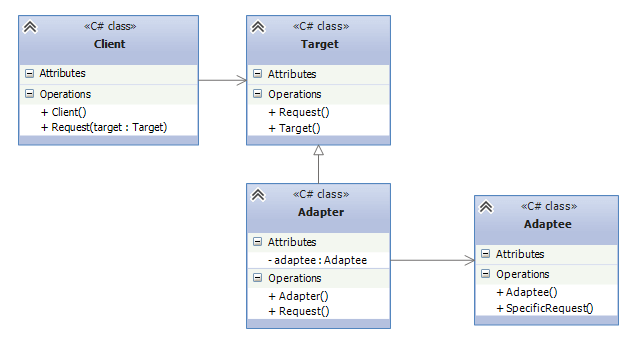 «C# class»
Client
Attributes
Operations
+ Client()
+ Request(target : Target)
«C# class»
Target
Attributes
Operations
+ Request()
+ Target()
«C# class»
Adapter
Attributes
- adaptee : Adaptee
Operations
+ Adapter()
+ Request()
«C# class»
Adaptee
Attributes
Operations
+ Adaptee()
+ SpecificRequest()